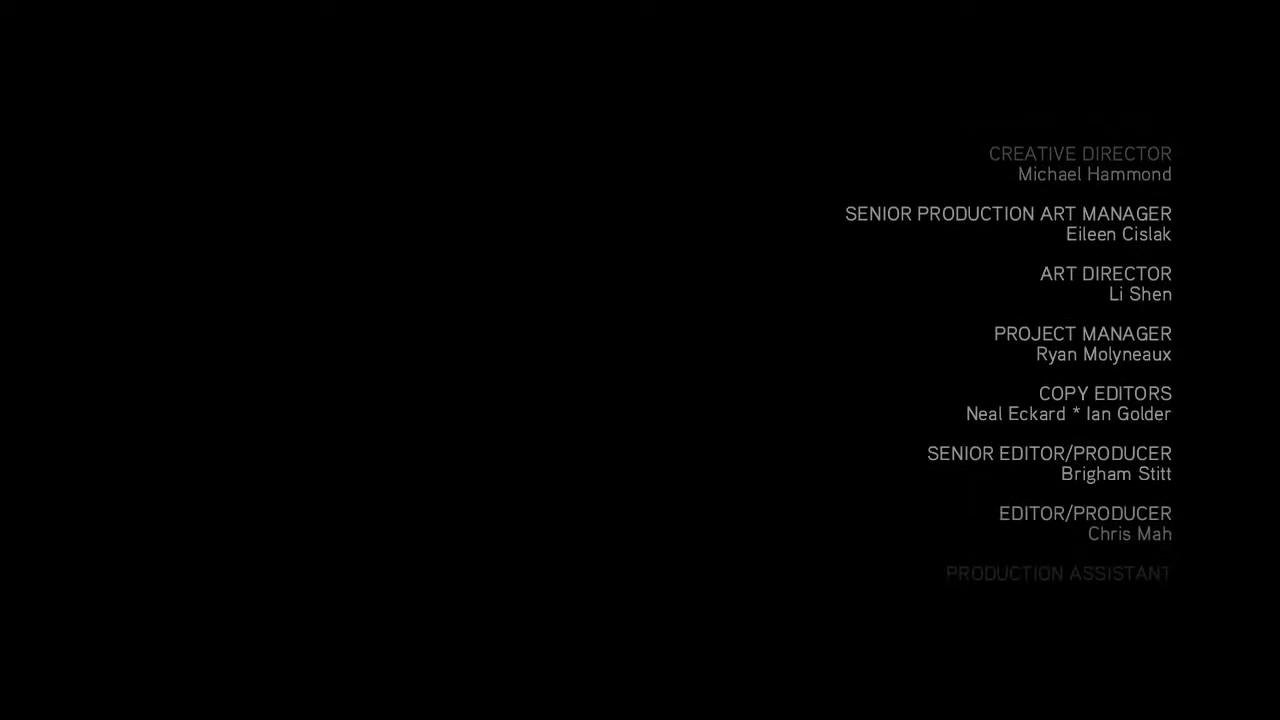 CREATIVE DIRECTOR
Michael Hammond
SENIOR PRODUCTION ART MANAGER
Eileen Cislak
ART DIRECTOR
Li Shen
PROJECT MANAGER
Ryan Molyneaux
COPY EDITORS
Neal Eckard * Ian Golder
SENIOR EDITOR/PRODUCER
Brigham Stitt
EDITOR/PRODUCER
Chris Mah
PRODUCTION ASSISTANT